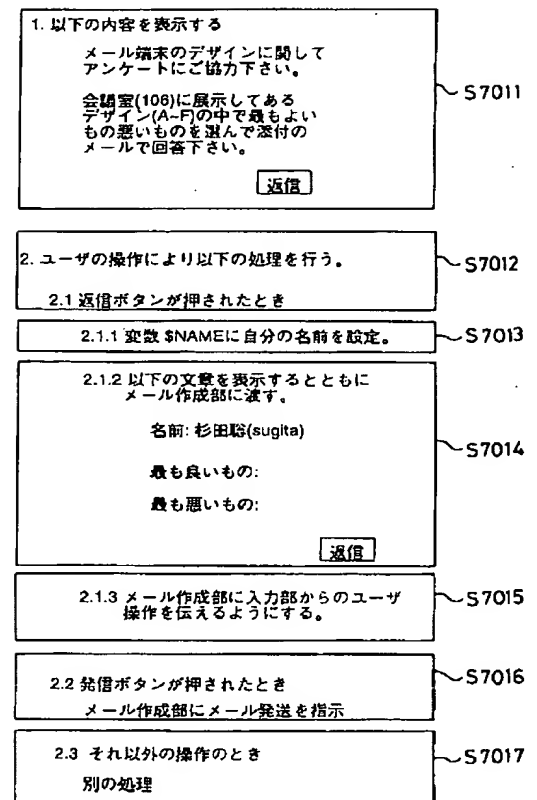 1. 以下の内容を表示する
メール端末のデザインに関して
アンケートにご協力下さい。
会議室(106)に展示してある
デザイン(A~F)の中で最もよい
もの悪いものを選んで添付の
メールで回答下さい。
返信
S7011
2. ユーザの操作により以下の処理を行う。
2.1 返信ボタンが押されたとき
S7012
2.1.1 変数 $NAMEに自分の名前を設定。
S7013
2.1.2 以下の文章を表示するとともに
メール作成部に渡す。
名前: 杉田聡(sugita)
最も良いもの:
最も悪いもの:
返信
S7014
2.1.3 メール作成部に入力部からのユーザ
操作を伝えるようにする。
S7015
2.2 発信ボタンが押されたとき
メール作成部にメール発送を指示
S7016
2.3 それ以外の操作のとき
別の処理
S7017